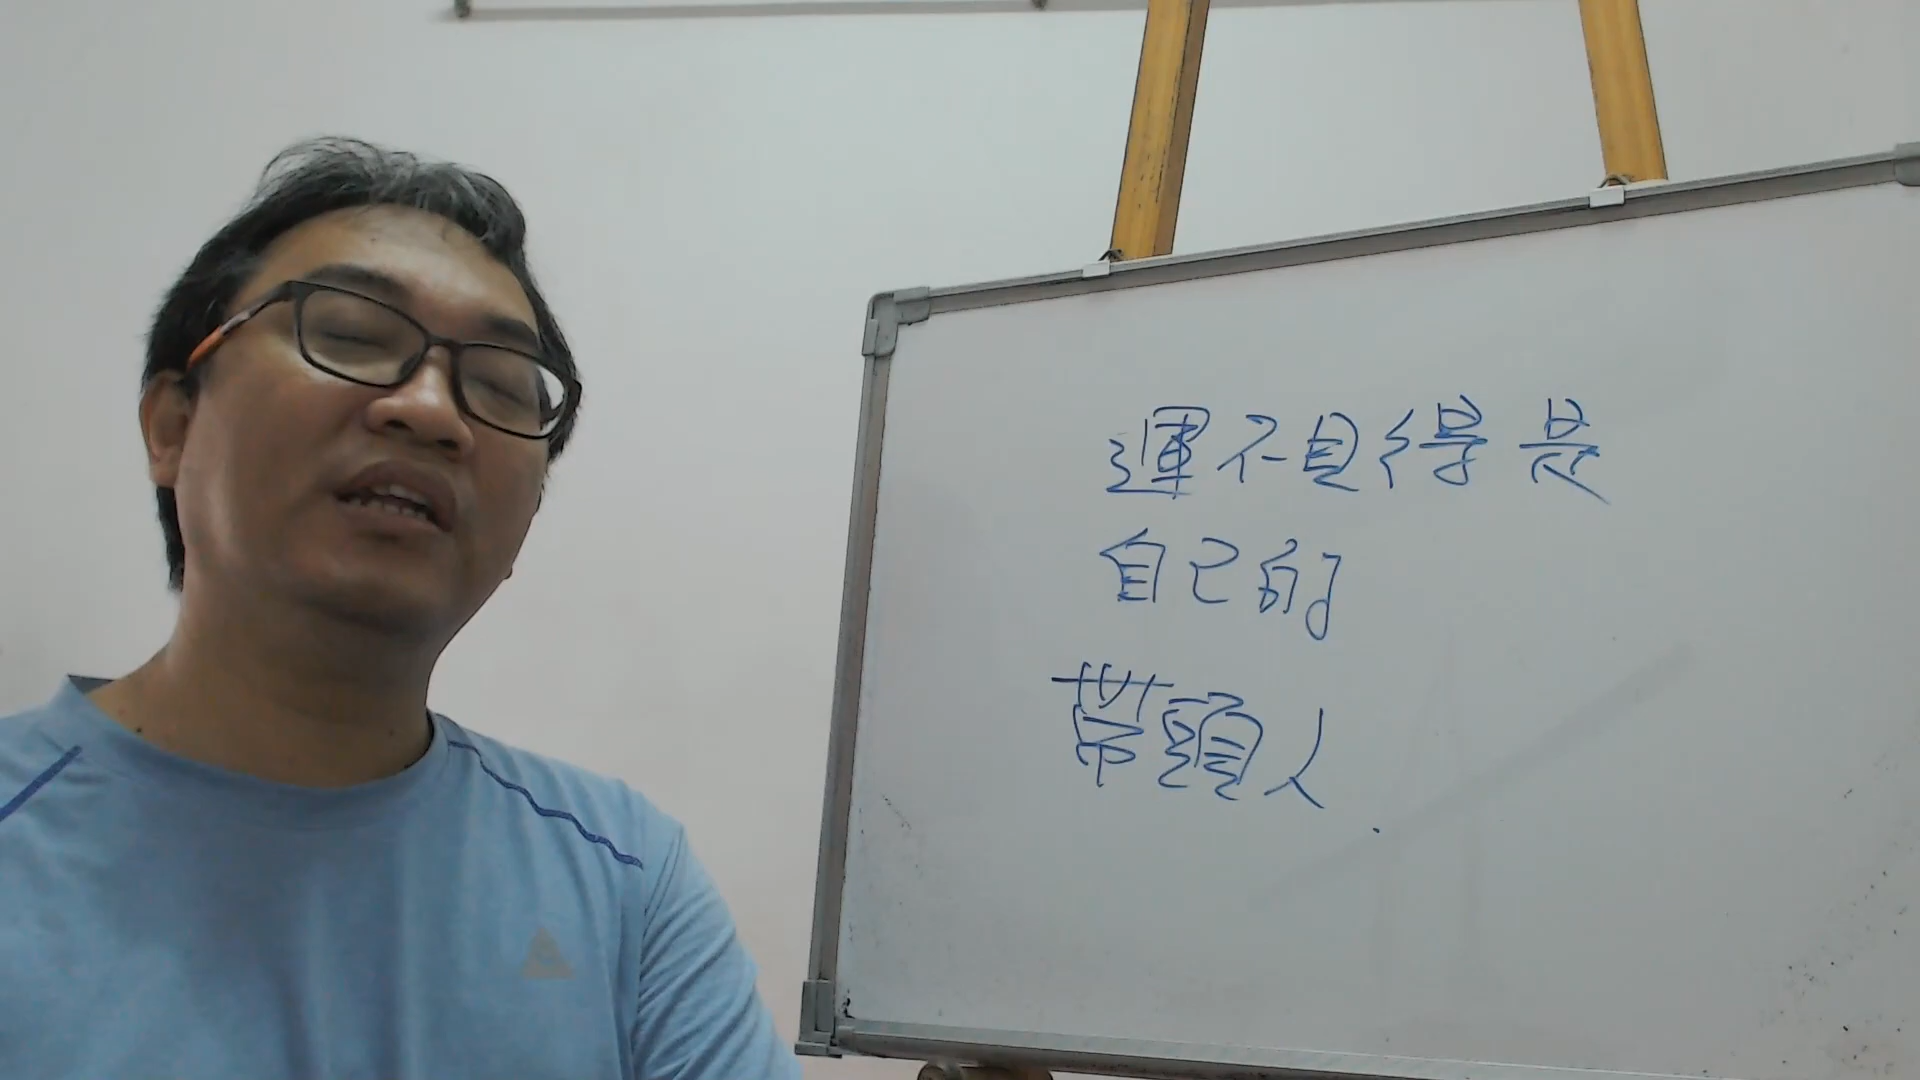 運不見得是
自己的
帶頭人